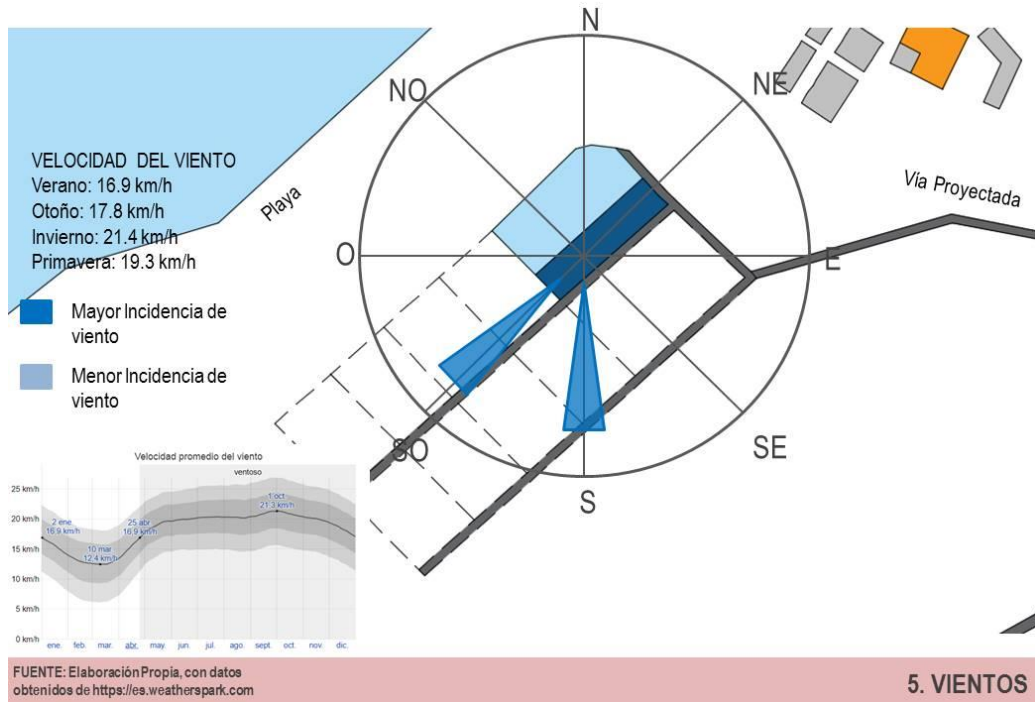 N
NO
NE
VELOCIDAD DEL VIENTO
Verano: 16.9 km/h
Otoño: 17.8 km/h
Invierno: 21.4 km/h
Primavera: 19.3 km/h
Playa
Vía Proyectada
O
E
Mayor Incidencia de
viento
Menor Incidencia de
viento
SO
SE
S
Velocidad promedio del viento
ventoso
25 km/h
20 km/h
15 km/h
10 km/h
5 km/h
0 km/h
2 ene
16.9 km/h
10 mar
12.4 km/h
25 abr
16.9 km/h
1 oct
21.3 km/h
ene. feb. mar. abr. may. jun. jul. ago. sept. oct. nov. dic.
FUENTE: Elaboración Propia, con datos
obtenidos de https://es.weatherspark.com
5. VIENTOS